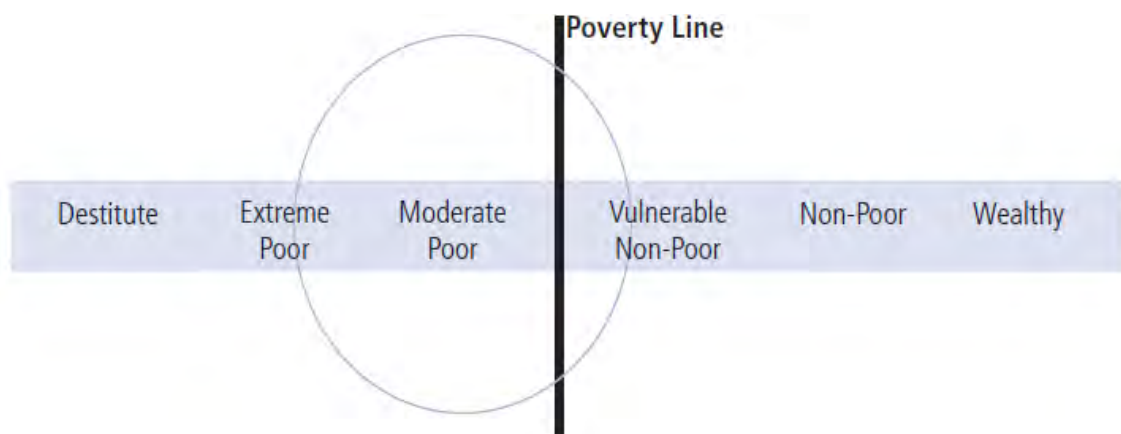 Poverty Line
Destitute
Extreme
Poor
Moderate
Poor
Vulnerable
Non-Poor
Non-Poor
Wealthy